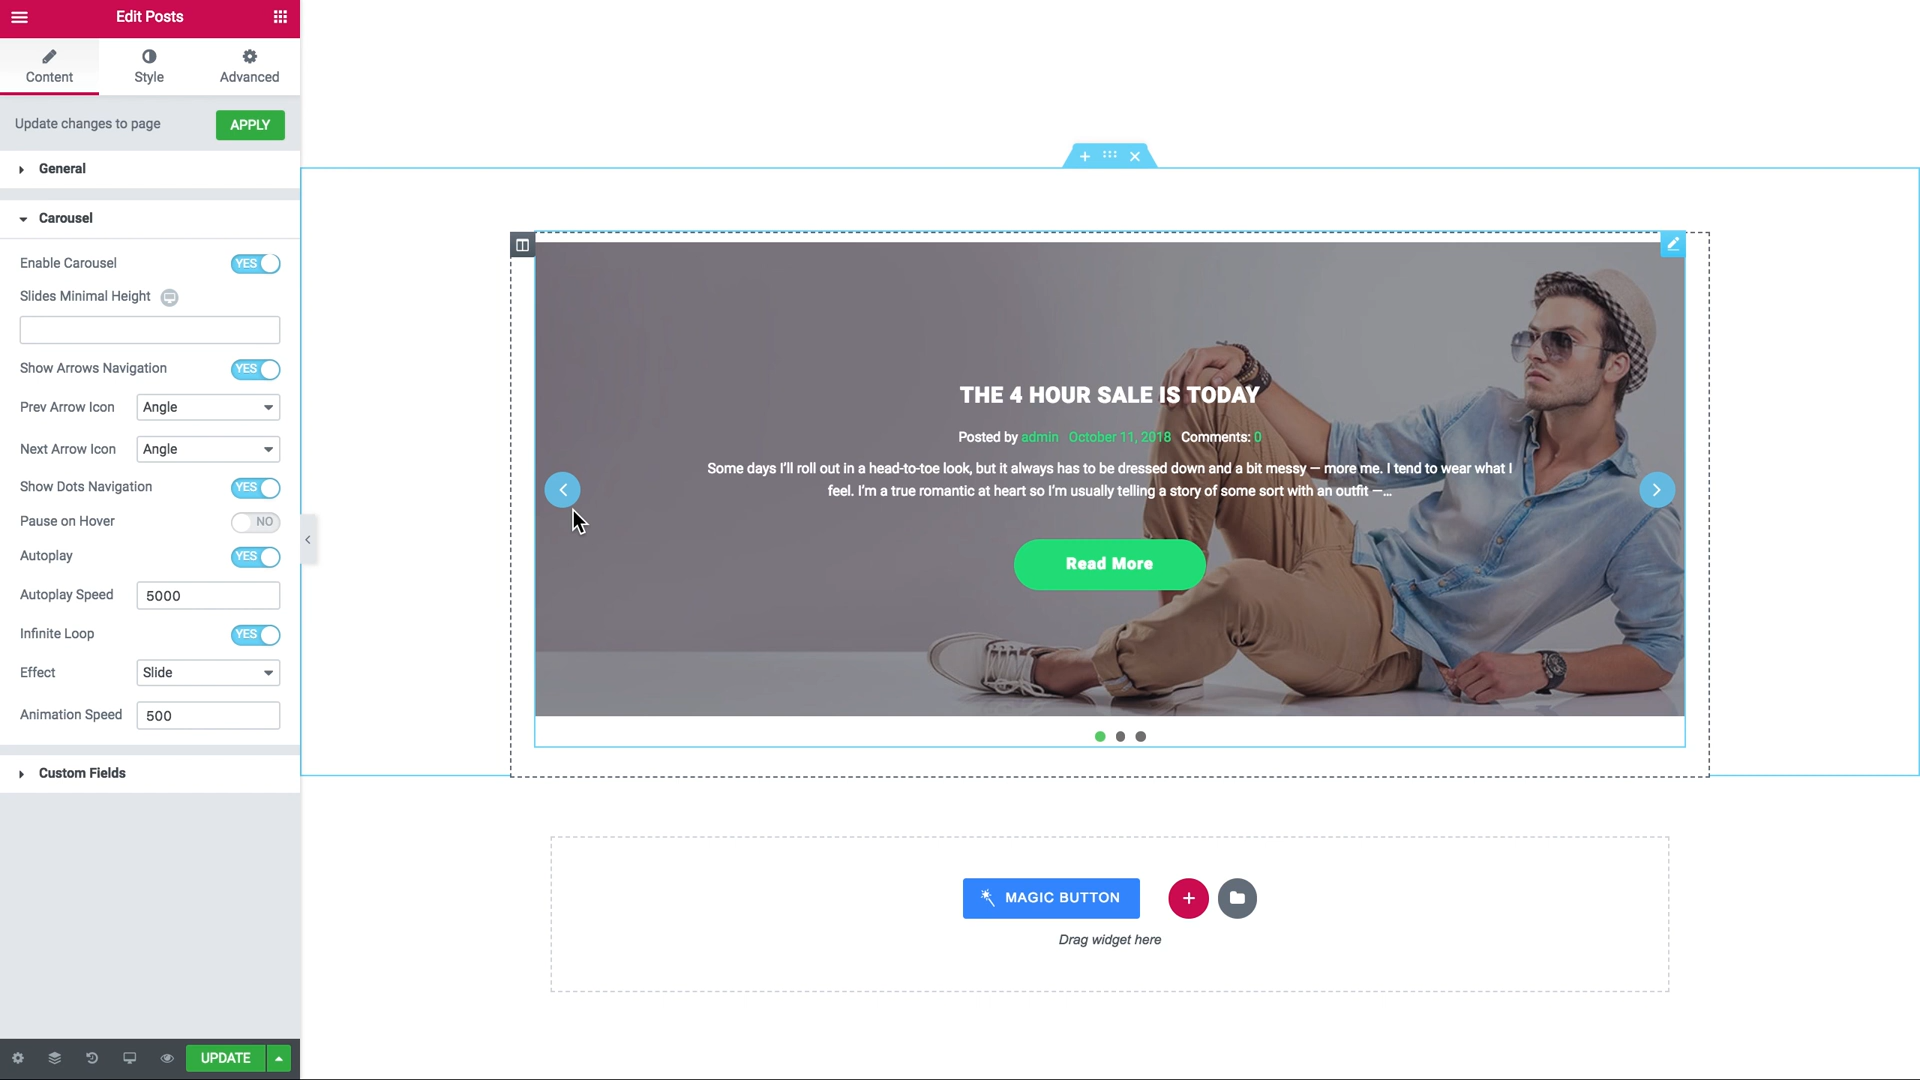 Edit Posts
Content
Style
Advanced
Update changes to page
APPLY
General
Carousel
Enable Carousel
YES
Slides Minimal Height
Show Arrows Navigation
YES
Prev Arrow Icon
Angle
Next Arrow Icon
Angle
Show Dots Navigation
YES
Pause on Hover
NO
Autoplay
YES
Autoplay Speed
5000
Infinite Loop
YES
Effect
Slide
Animation Speed
500
Custom Fields
UPDATE
THE 4 HOUR SALE IS TODAY
Posted by admin October 11, 2018 Comments: 0
Some days I'll roll out in a head-to-toe look, but it always has to be dressed down and a bit messy — more me. I tend to wear what I
feel. I'm a true romantic at heart so I'm usually telling a story of some sort with an outfit —...
Read More
MAGIC BUTTON
Drag widget here